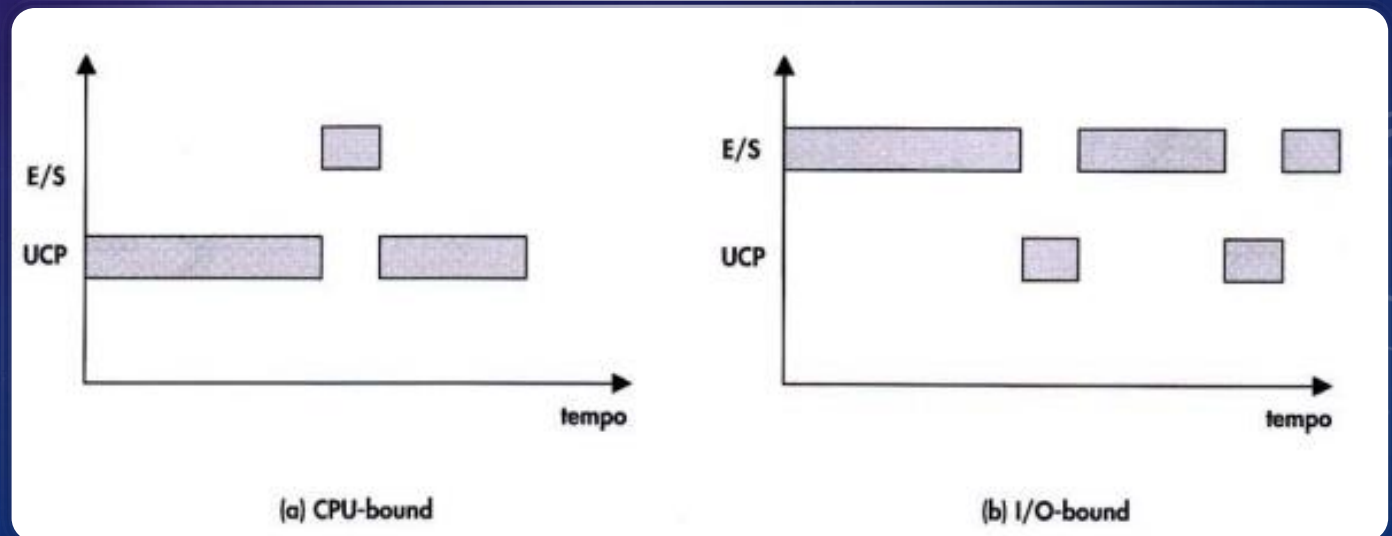 E/S
UCP
tempo
(a) CPU-bound
E/S
UCP
tempo
(b) I/O-bound